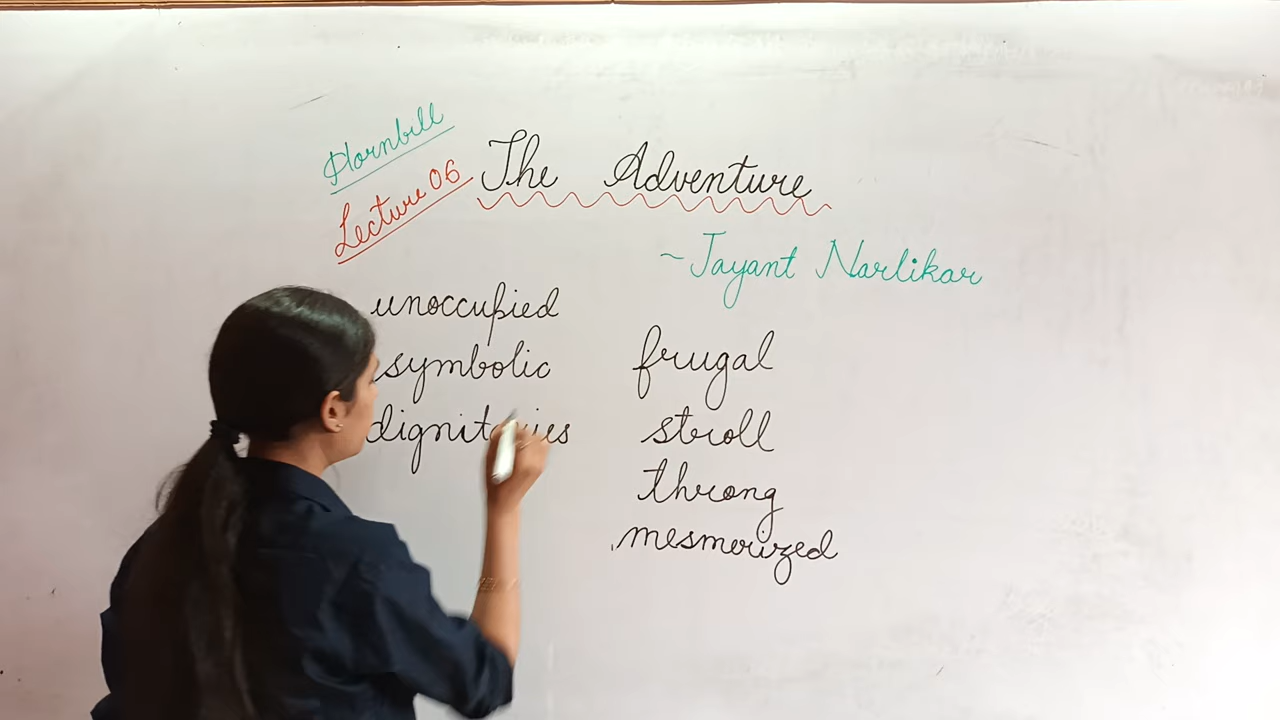 Hornbill
Lecture 06
The Adventure
~Jayant Narlikar
unoccupied
symbolic
dignitaries
frugal
stroll
throng
mesmerized